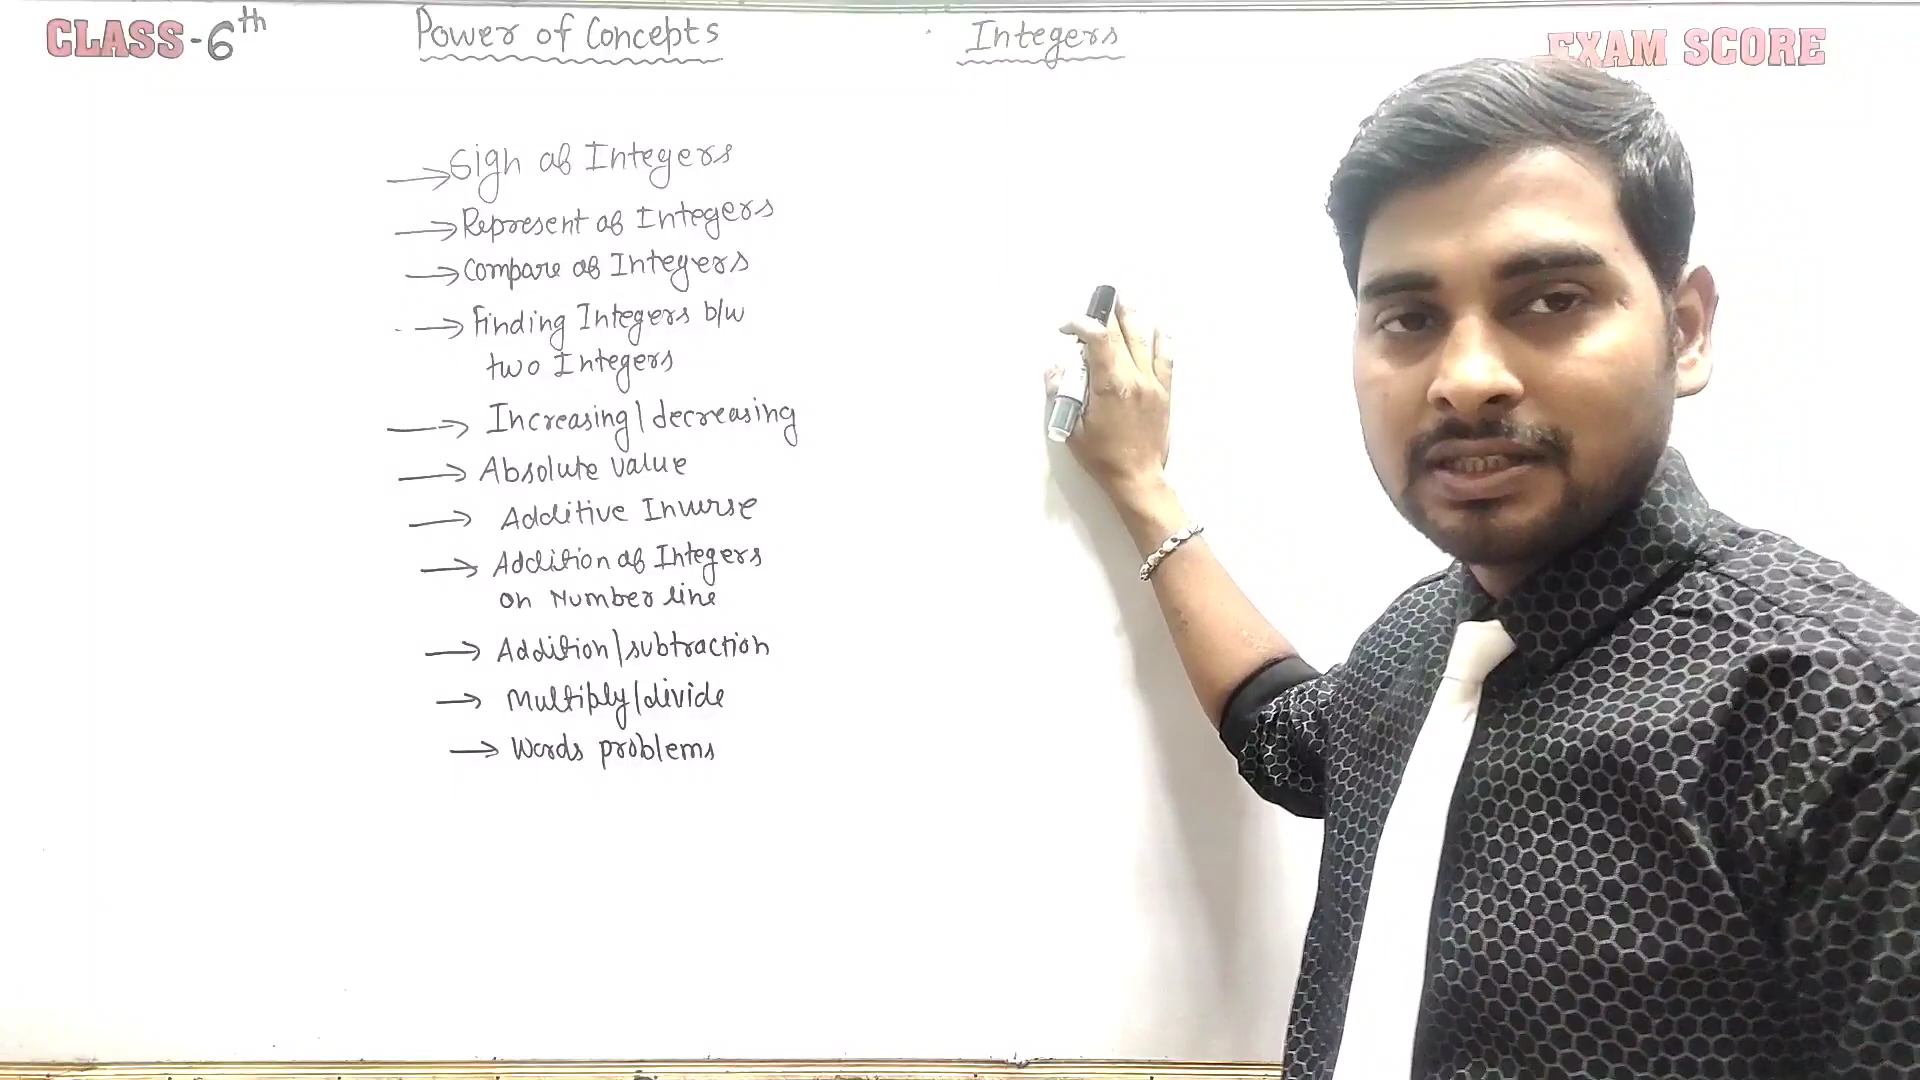 CLASS-6th
Power of Concepts
Integers
EXAM SCORE
→ Sign of Integers
→ Represent of Integers
→ Compare of Integers
→ Finding Integers b/w
two Integers
→ Increasing/decreasing
→ Absolute value
→ Additive Inverse
→ Addition of Integers
on Number line
→ Addition/subtraction
→ Multiply/divide
→ Words problems